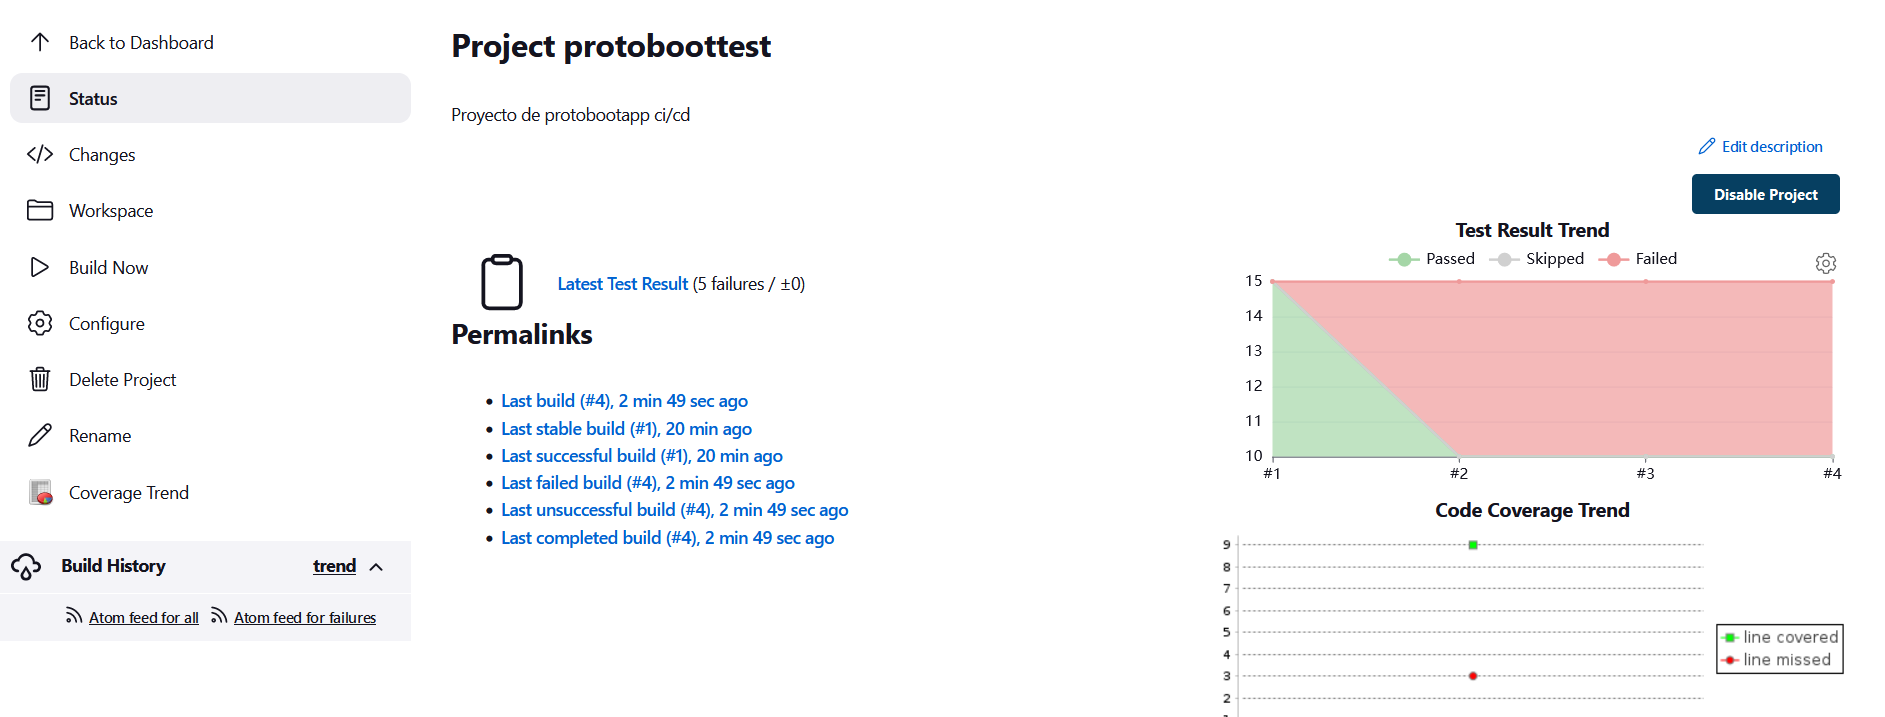 Back to Dashboard
Status
Changes
Workspace
Build Now
Configure
Delete Project
Rename
Coverage Trend
Build History trend
Atom feed for all Atom feed for failures
Project protoboottest
Proyecto de protobootapp ci/cd
Edit description
Disable Project
Latest Test Result (5 failures / ±0)
Permalinks
Last build (#4), 2 min 49 sec ago
Last stable build (#1), 20 min ago
Last successful build (#1), 20 min ago
Last failed build (#4), 2 min 49 sec ago
Last unsuccessful build (#4), 2 min 49 sec ago
Last completed build (#4), 2 min 49 sec ago
Test Result Trend
Passed Skipped Failed
15
14
13
12
11
10
#1 #2 #3 #4
Code Coverage Trend
9
8
7
6
5
4
3
2
line covered
line missed